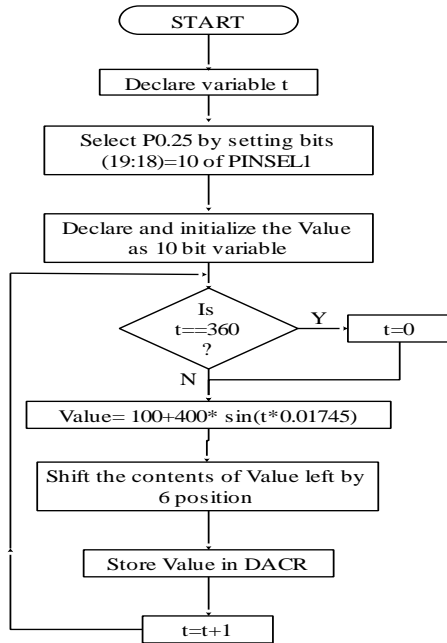 START
Declare variable t
Select P0.25 by setting bits
(19:18)=10 of PINSEL1
Declare and initialize the Value
as 10 bit variable
Is
t==360
?
Y
t=0
N
Value= 100+400* sin(t*0.01745)
Shift the contents of Value left by
6 position
Store Value in DACR
t=t+1